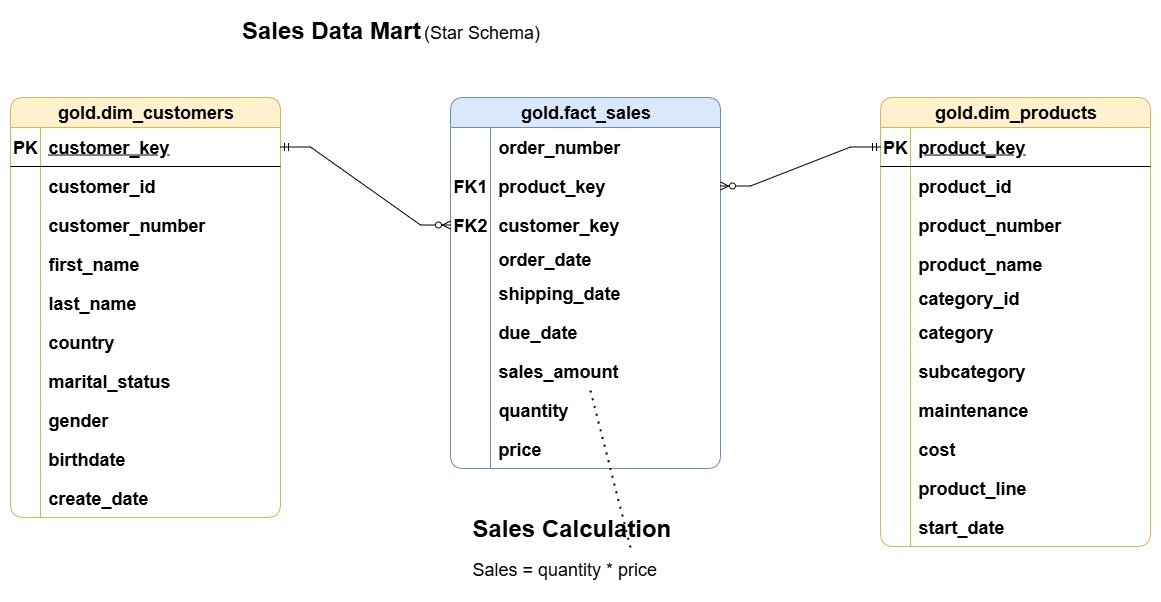 Sales Data Mart (Star Schema)
gold.dim_customers
PK customer_key
customer_id
customer_number
first_name
last_name
country
marital_status
gender
birthdate
create_date
gold.fact_sales
order_number
FK1 product_key
FK2 customer_key
order_date
shipping_date
due_date
sales_amount
quantity
price
gold.dim_products
PK product_key
product_id
product_number
product_name
category_id
category
subcategory
maintenance
cost
product_line
start_date
Sales Calculation
Sales = quantity * price